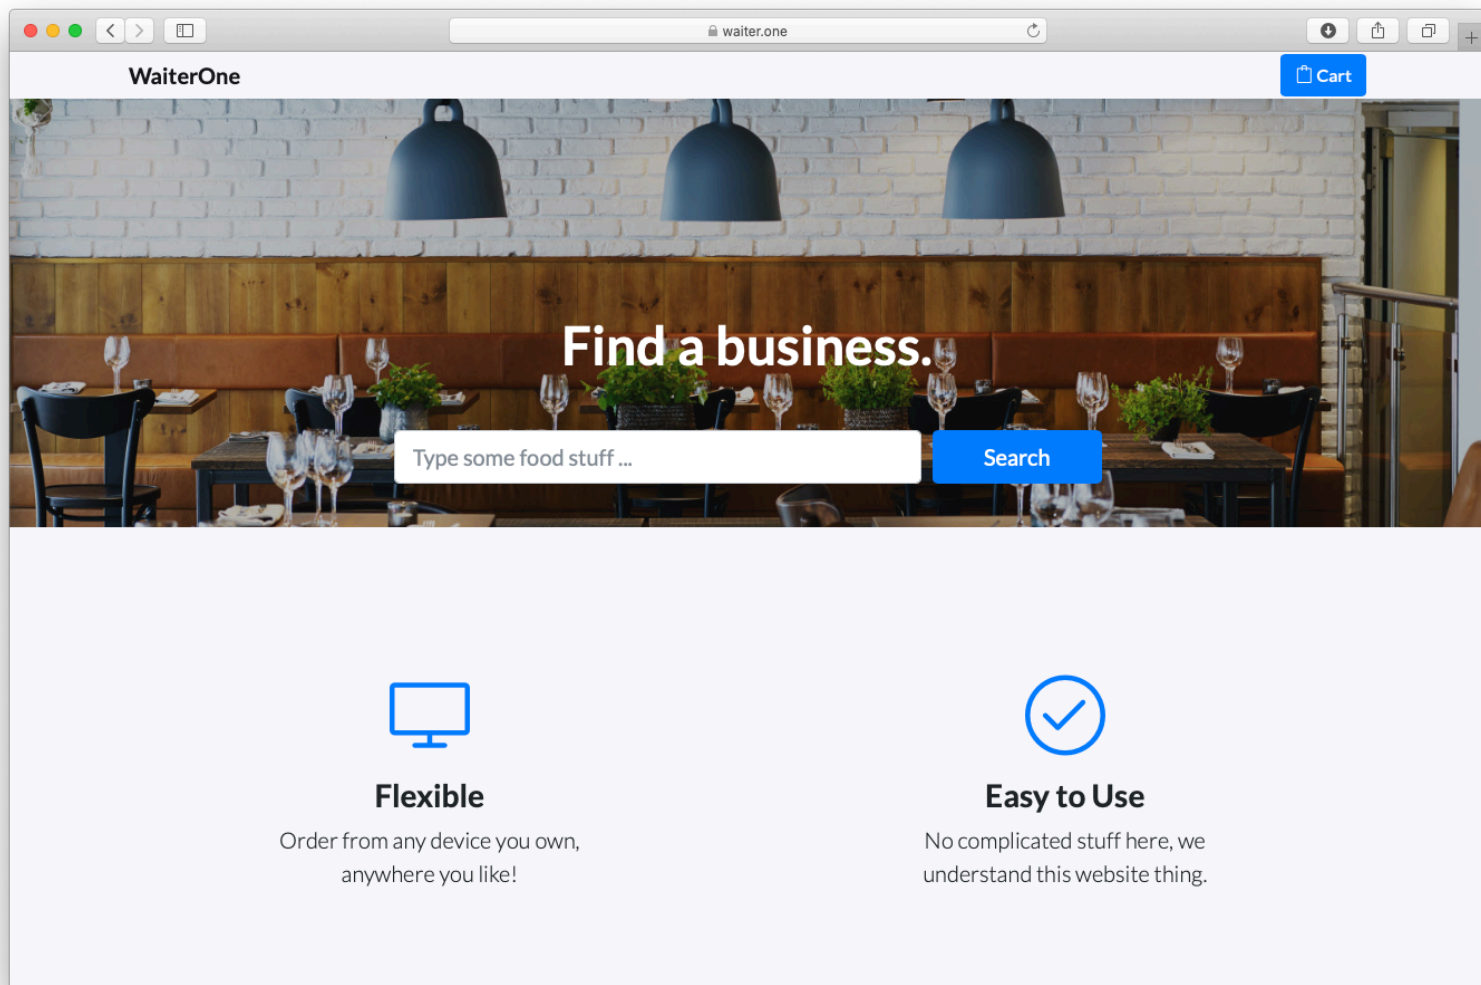 waiter.one
WaiterOne
Cart
Find a business.
Type some food stuff ...
Search
Flexible
Order from any device you own,
anywhere you like!
Easy to Use
No complicated stuff here, we
understand this website thing.